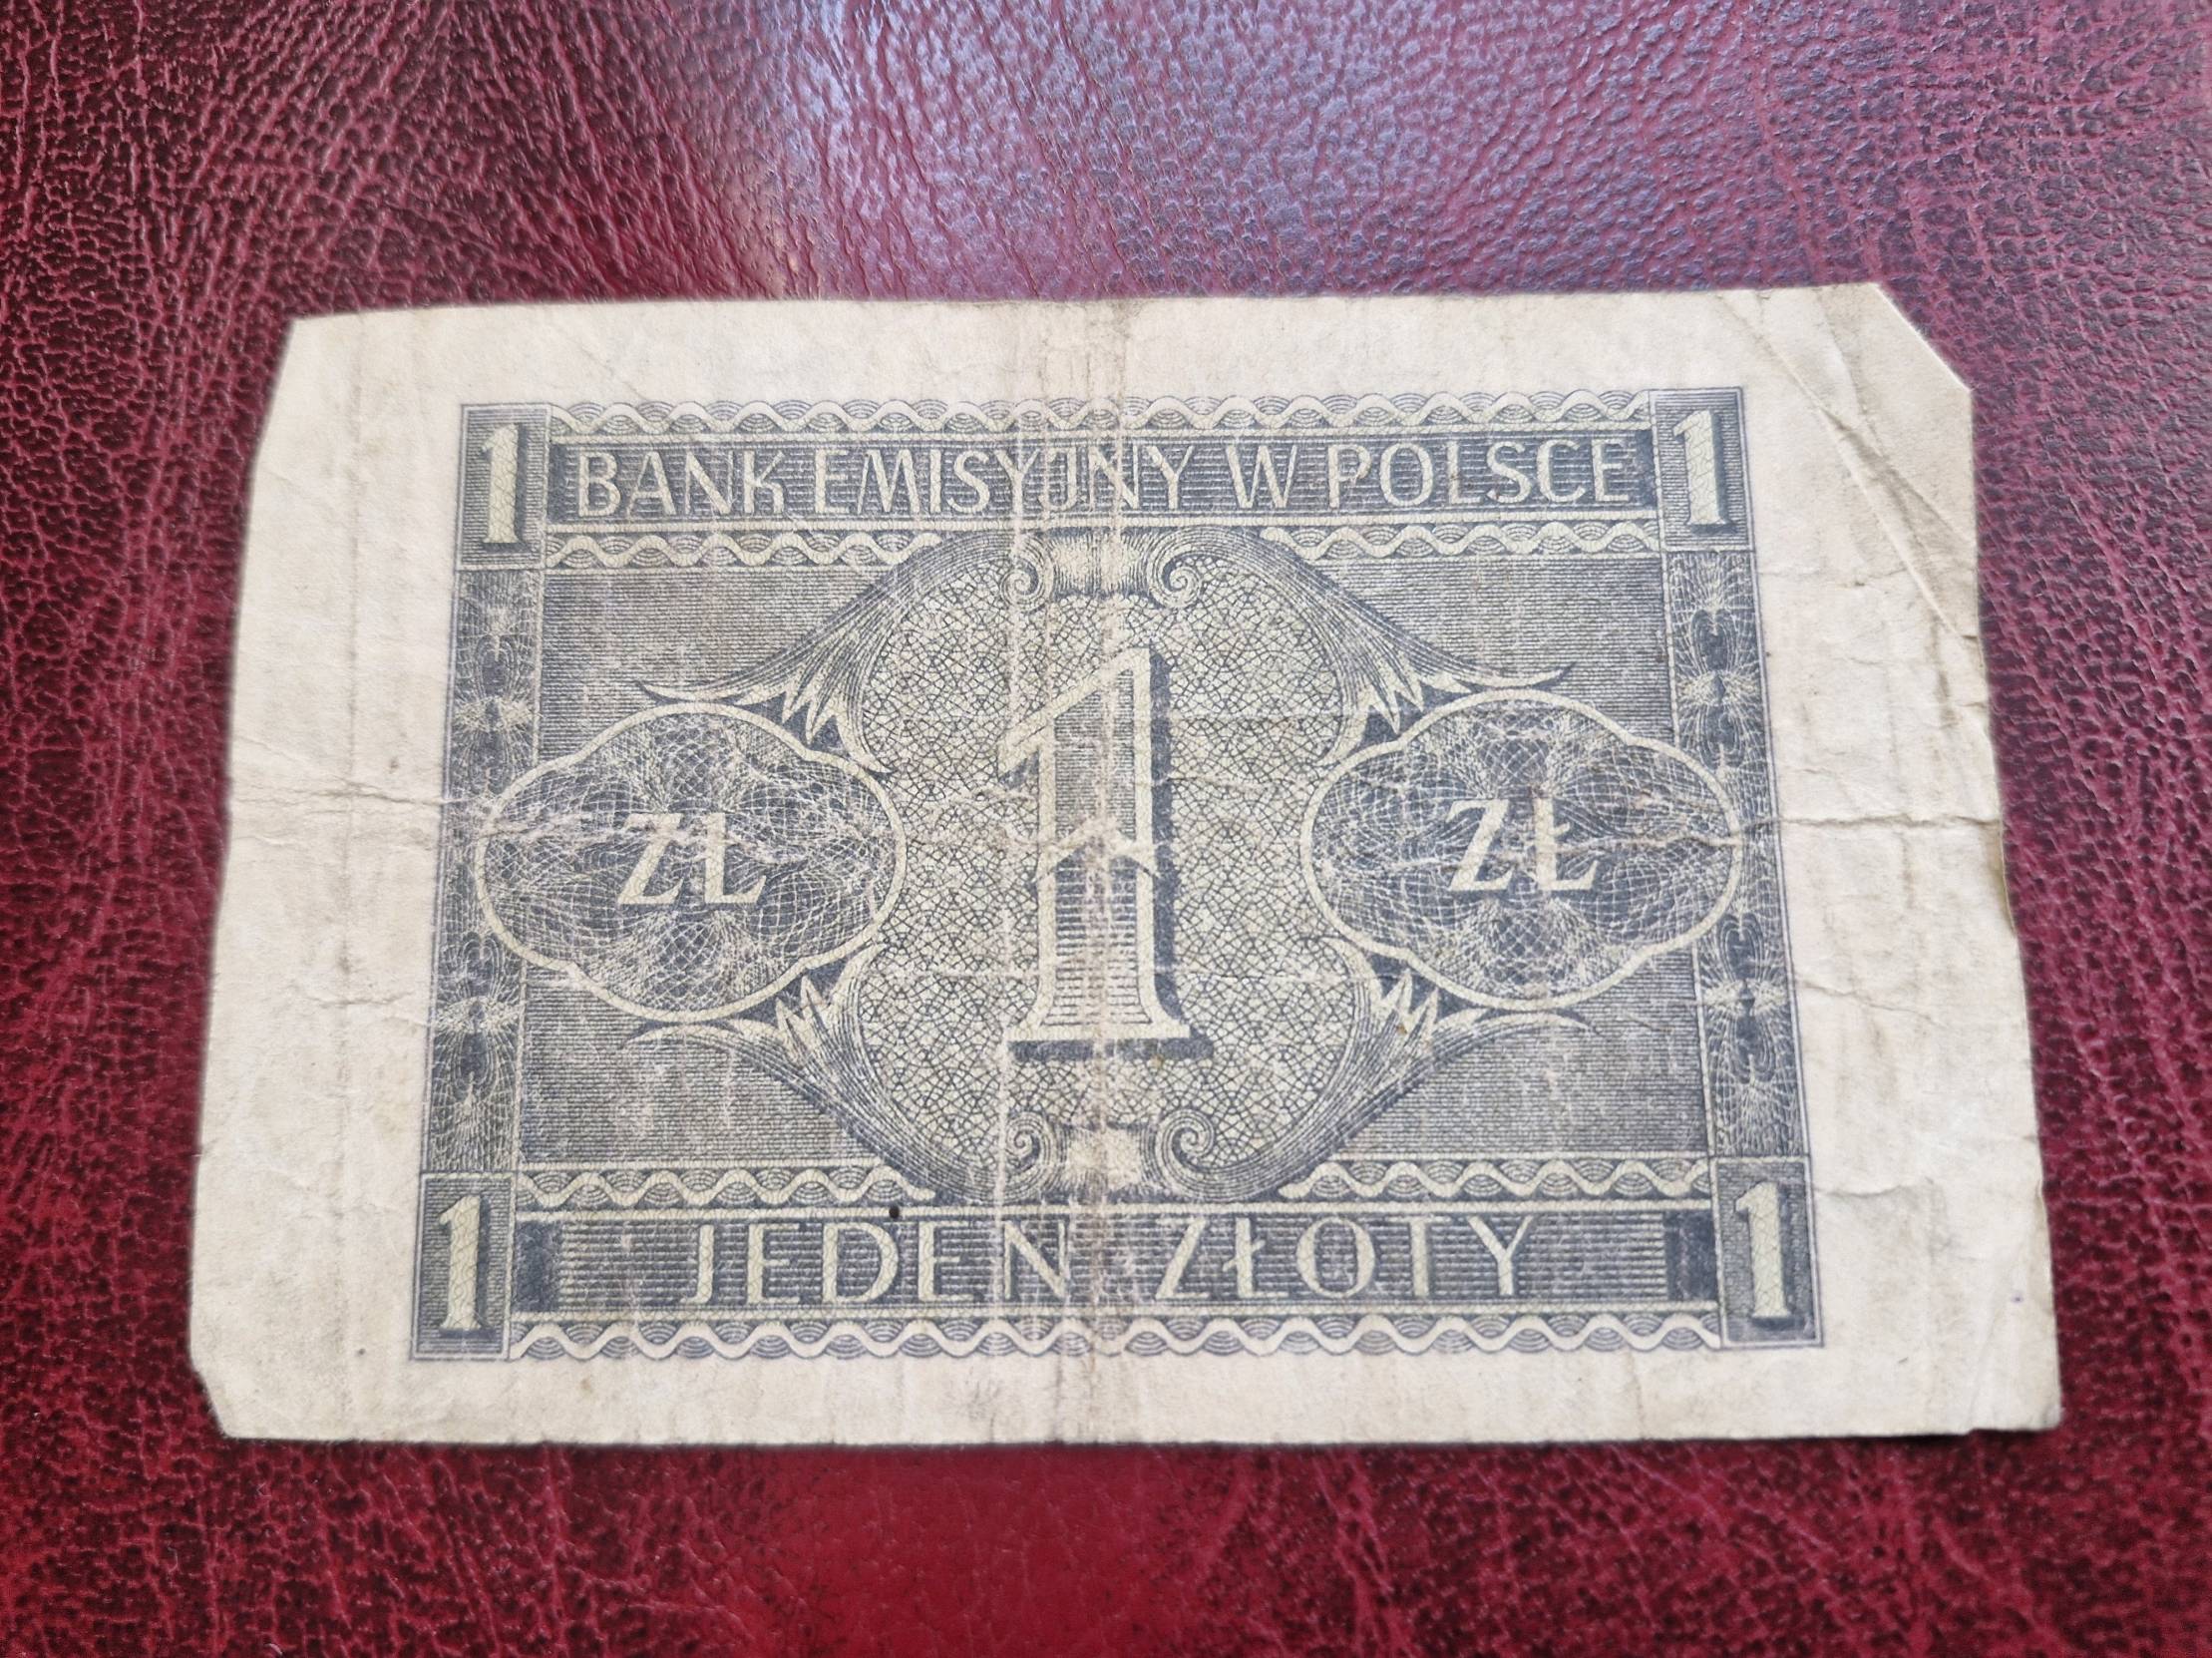 1 BANK EMISYJNY W POLSCE 1
ZŁ 1 ZŁ
1 JEDEN ZŁOTY 1